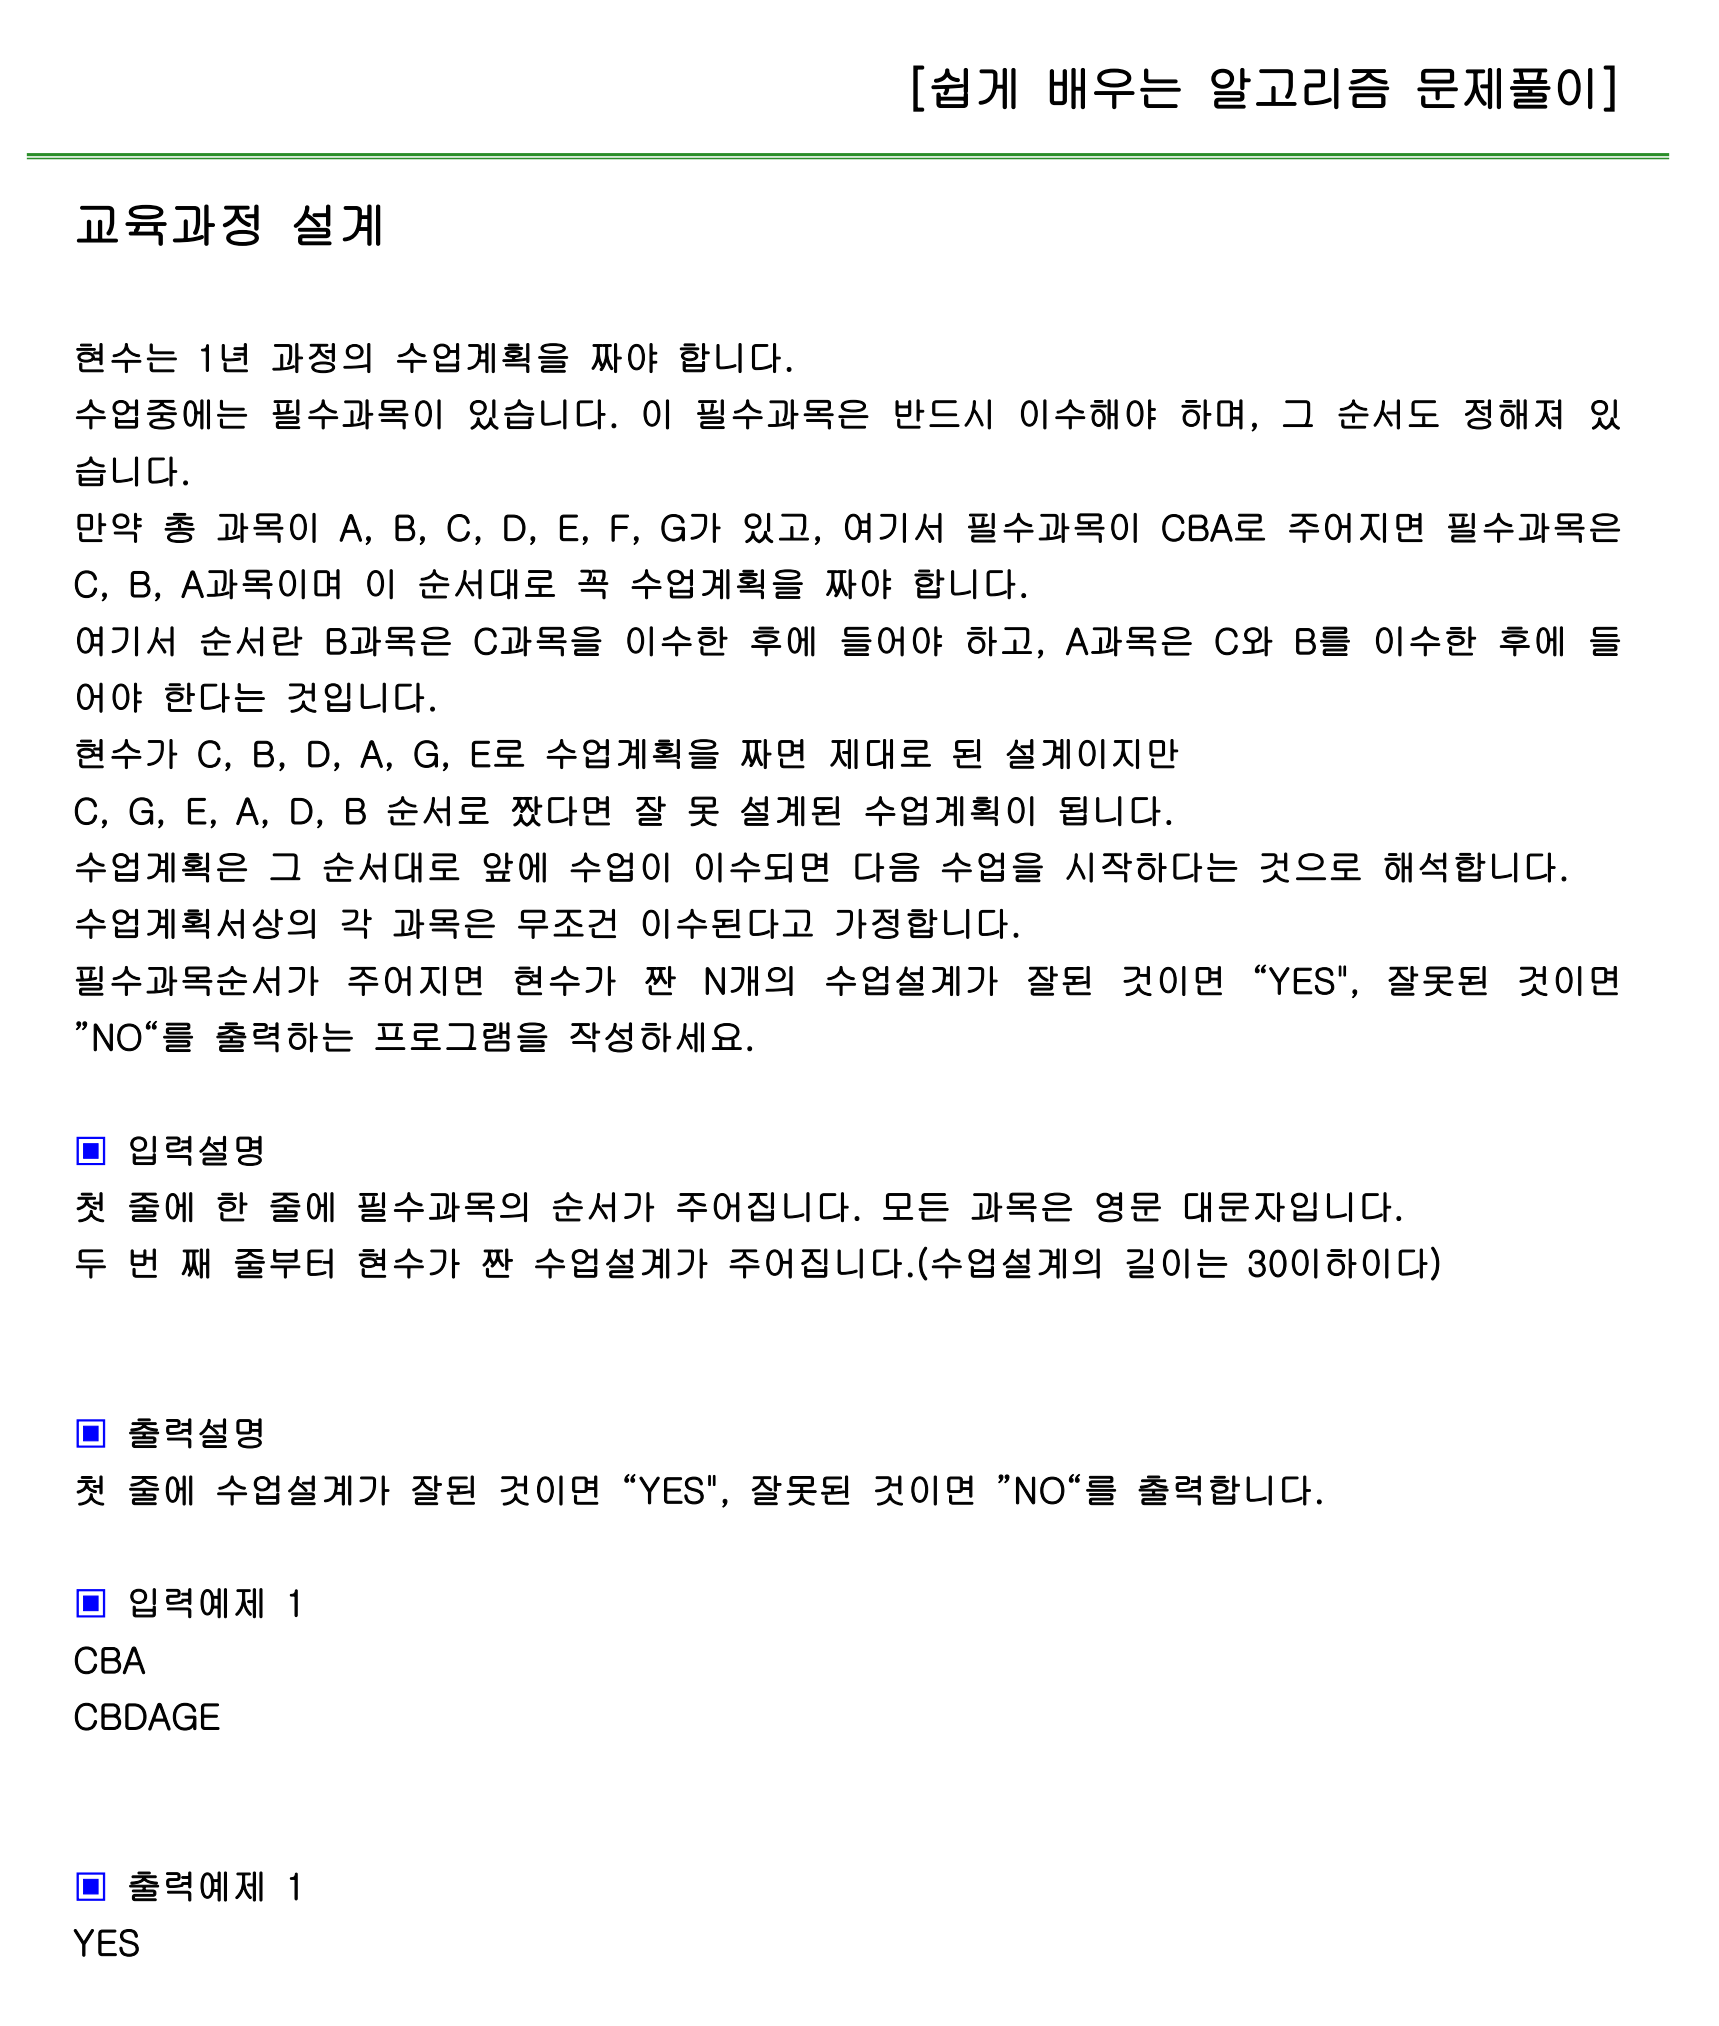 [쉽게 배우는 알고리즘 문제풀이]
교육과정 설계
현수는 1년 과정의 수업계획을 짜야 합니다.
수업중에는 필수과목이 있습니다. 이 필수과목은 반드시 이수해야 하며, 그 순서도 정해져 있
습니다.
만약 총 과목이 A, B, C, D, E, F, G가 있고, 여기서 필수과목이 CBA로 주어지면 필수과목은
C, B, A과목이며 이 순서대로 꼭 수업계획을 짜야 합니다.
여기서 순서란 B과목은 C과목을 이수한 후에 들어야 하고, A과목은 C와 B를 이수한 후에 들
어야 한다는 것입니다.
현수가 C, B, D, A, G, E로 수업계획을 짜면 제대로 된 설계이지만
C, G, E, A, D, B 순서로 짰다면 잘 못 설계된 수업계획이 됩니다.
수업계획은 그 순서대로 앞에 수업이 이수되면 다음 수업을 시작하다는 것으로 해석합니다.
수업계획서상의 각 과목은 무조건 이수된다고 가정합니다.
필수과목순서가 주어지면 현수가 짠 N개의 수업설계가 잘된 것이면 “YES", 잘못된 것이면
”NO“를 출력하는 프로그램을 작성하세요.
▣ 입력설명
첫 줄에 한 줄에 필수과목의 순서가 주어집니다. 모든 과목은 영문 대문자입니다.
두 번 째 줄부터 현수가 짠 수업설계가 주어집니다.(수업설계의 길이는 30이하이다)
▣ 출력설명
첫 줄에 수업설계가 잘된 것이면 “YES", 잘못된 것이면 ”NO“를 출력합니다.
▣ 입력예제 1
CBA
CBDAGE
▣ 출력예제 1
YES